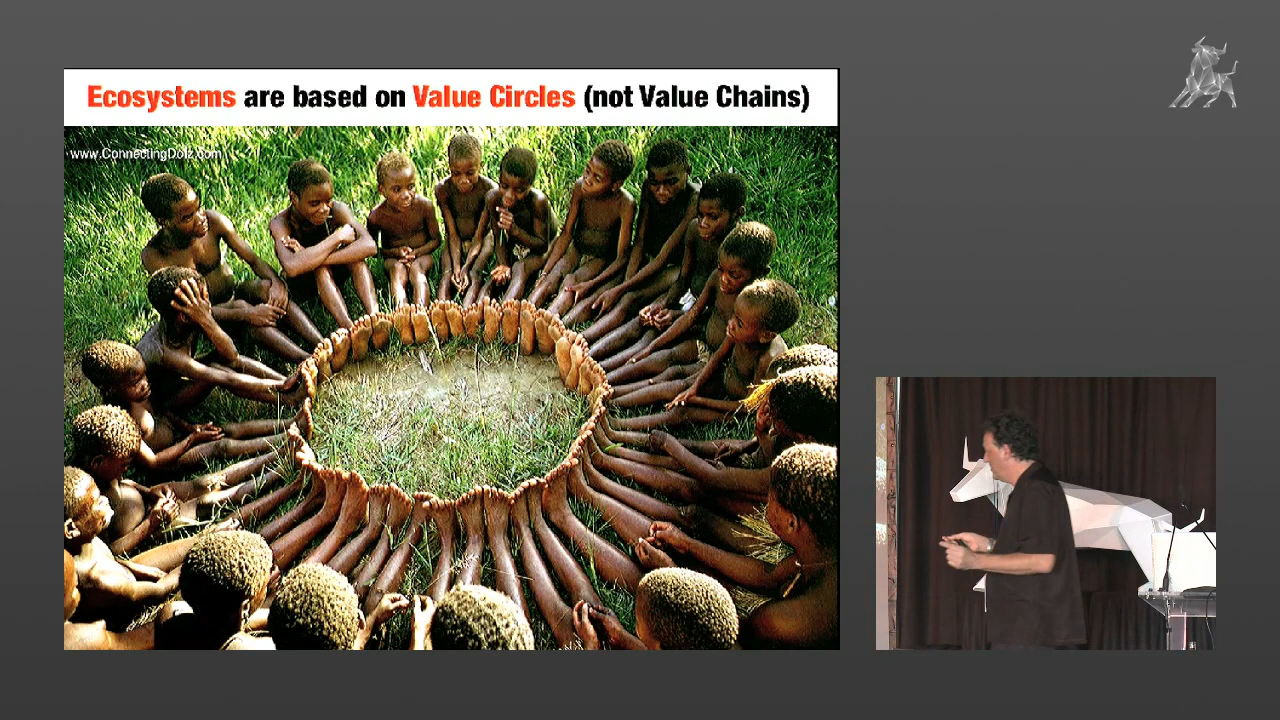 Ecosystems are based on Value Circles (not Value Chains)
www.ConnectingDotz.com